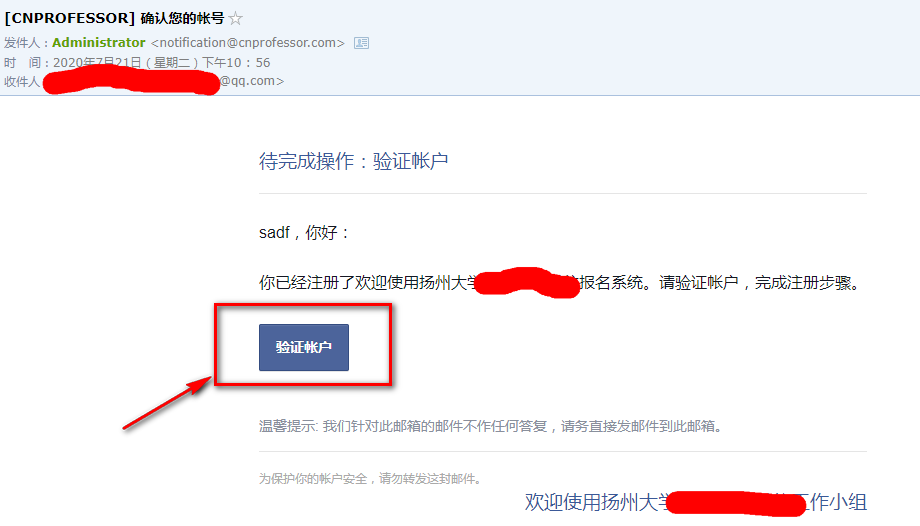 [CNPROFESSOR] 确认您的帐号
发件人：Administrator <notification@cnprofessor.com>
时 间：2020年7月21日（星期二）下午10：56
收件人 @qq.com>
待完成操作：验证帐户
sadf，你好：
你已经注册了欢迎使用扬州大学 报名系统。请验证帐户，完成注册步骤。
验证帐户
温馨提示: 我们针对此邮箱的邮件不作任何答复，请务直接发邮件到此邮箱。
为保护你的帐户安全，请勿转发这封邮件。
欢迎使用扬州大学 工作小组